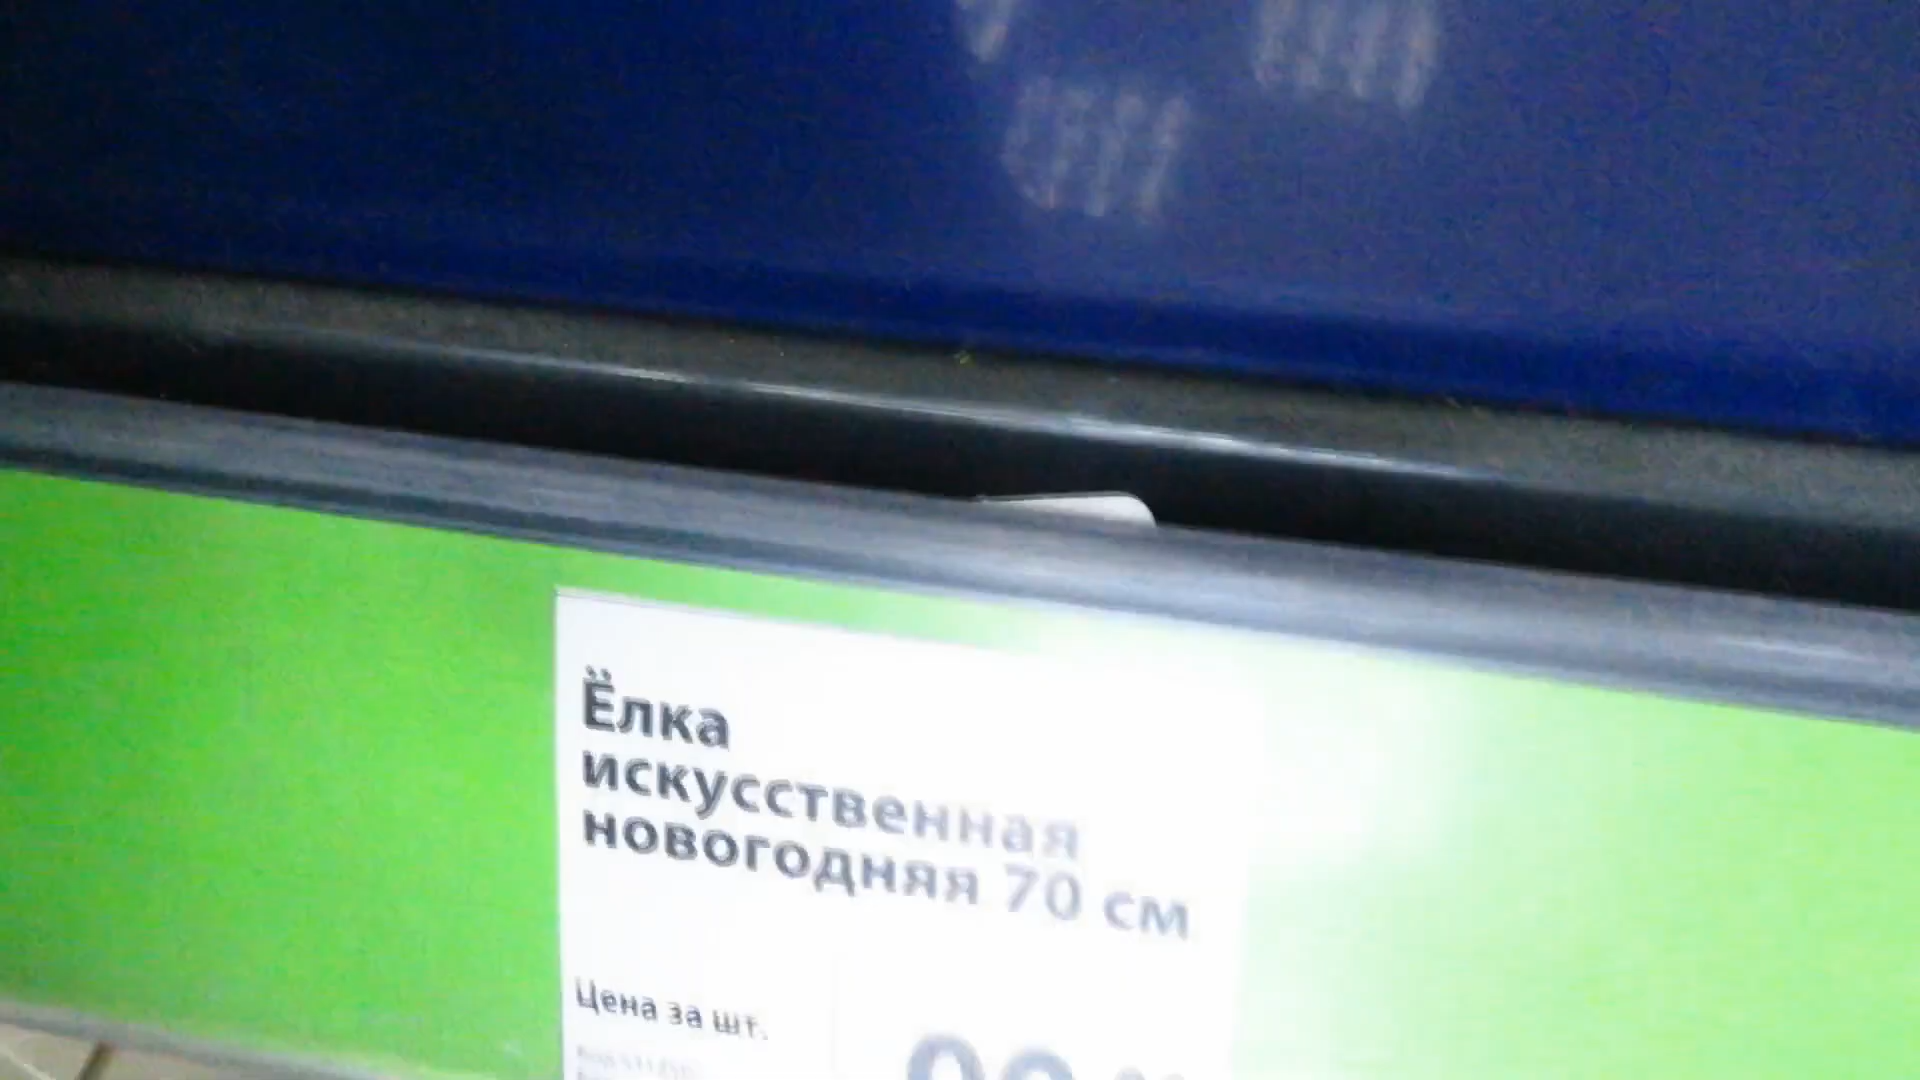 Ёлка
искусственная
новогодняя 70 см
Цена за шт.